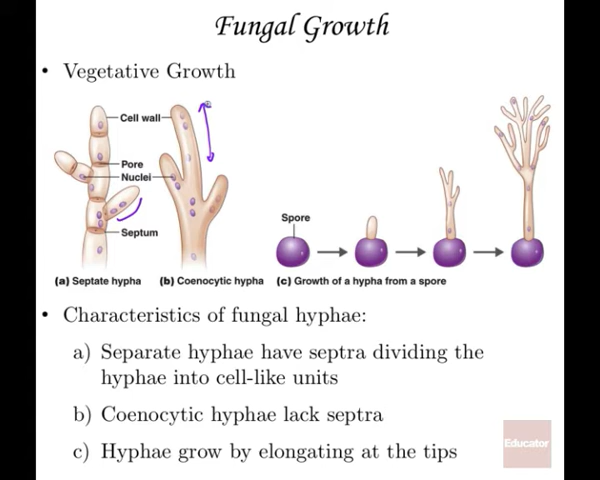 Fungal Growth
• Vegetative Growth
Cell wall
Pore
Nuclei
Septum
Spore
(a) Septate hypha (b) Coenocytic hypha (c) Growth of a hypha from a spore
• Characteristics of fungal hyphae:
a) Separate hyphae have septra dividing the
hyphae into cell-like units
b) Coenocytic hyphae lack septra
c) Hyphae grow by elongating at the tips
Educator